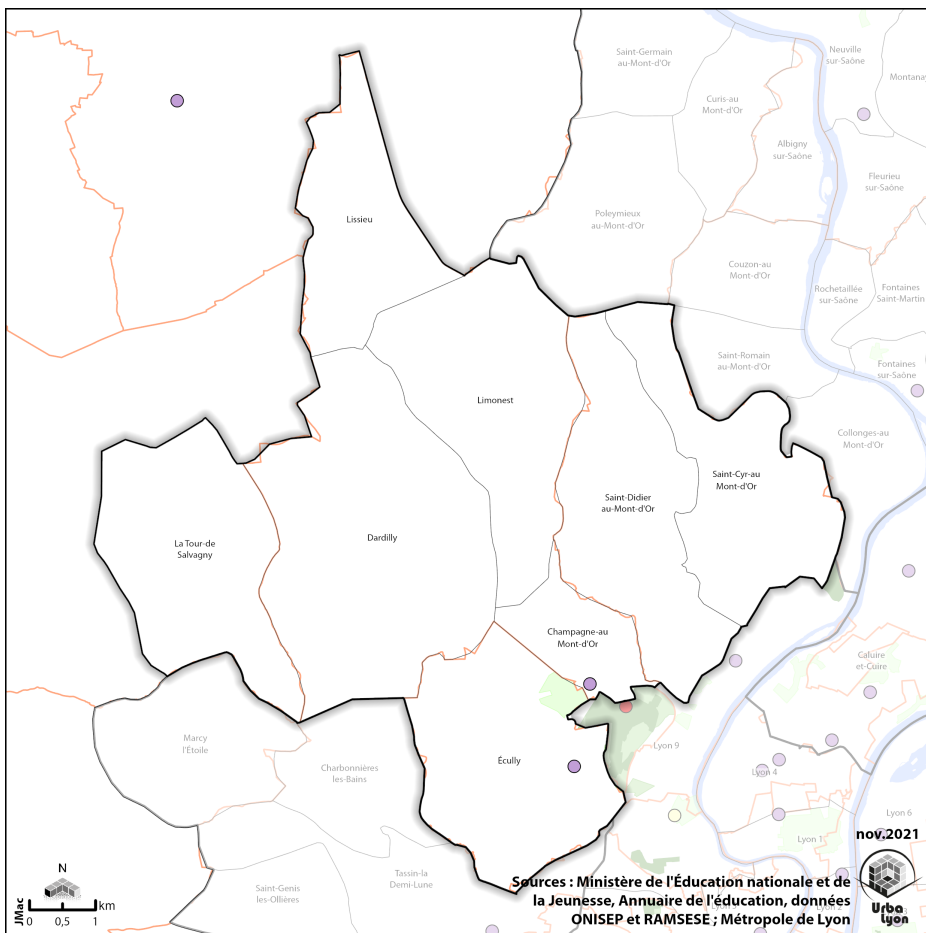 Saint-Germain
au-Mont-d'Or
Neuville
sur-Saône
Montanay
Curis-au
Mont-d'Or
Albigny
sur-Saône
Fleurieu
sur-Saône
Lissieu
Poleymieux
au-Mont-d'Or
Couzon-au
Mont-d'Or
Rochetaillée
sur-Saône
Fontaines
Saint-Martin
Saint-Romain
au-Mont-d'Or
Fontaines
sur-Saône
Limonest
Collonges-au
Mont-d'Or
Saint-Cyr-au
Mont-d'Or
Saint-Didier
au-Mont-d'Or
La Tour-de
Salvagny
Dardilly
Champagne-au
Mont-d'Or
Caluire
et-Cuire
Marcy
l'Étoile
Charbonnières
les-Bains
Lyon 9
Écully
Lyon 4
Lyon 6
Lyon 1
nov.2021
Tassin-la
Demi-Lune
Saint-Genis
les-Ollières
N
JMac
0 0,5 1 km
Sources : Ministère de l'Éducation nationale et de
la Jeunesse, Annuaire de l'éducation, données
ONISEP et RAMSESE ; Métropole de Lyon
Urba
Lyon